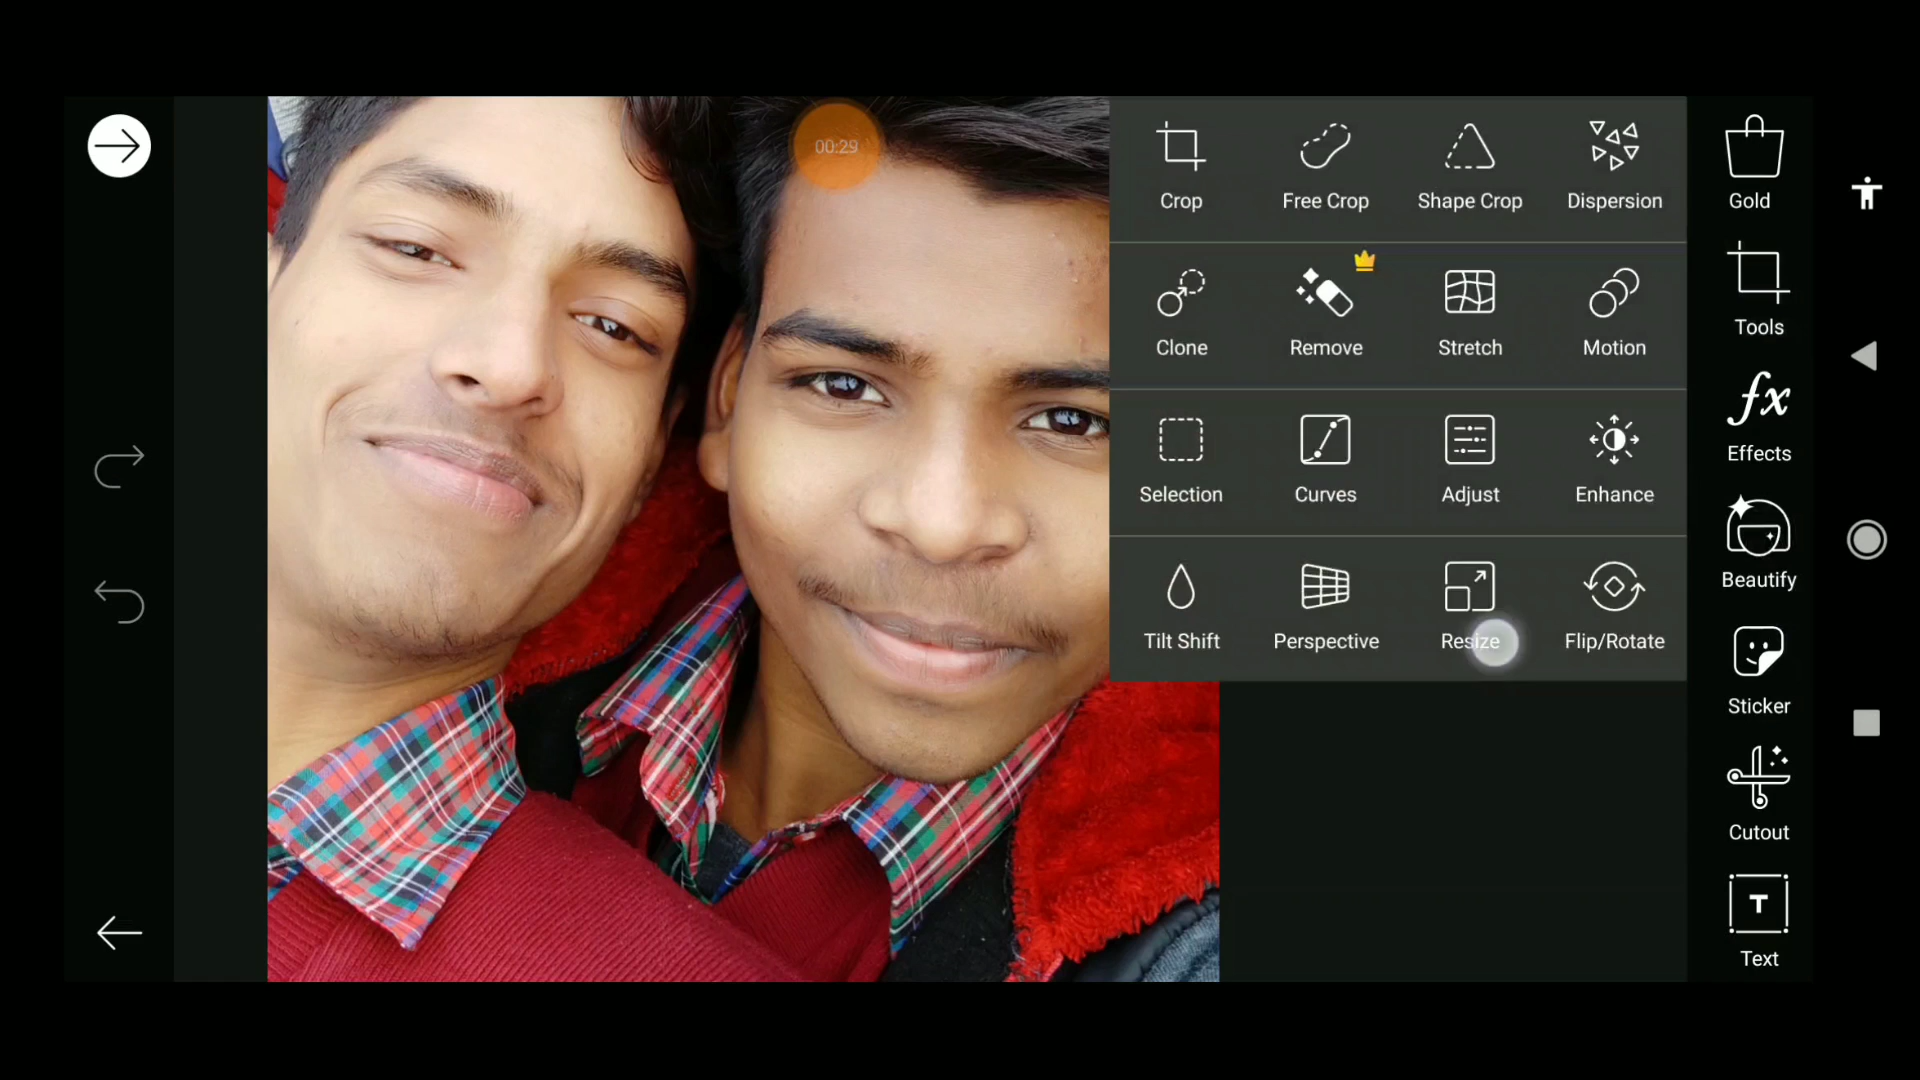 00:29
Crop Free Crop Shape Crop Dispersion
Clone Remove Stretch Motion
Selection Curves Adjust Enhance
Tilt Shift Perspective Resize Flip/Rotate
Gold
Tools
fx
Effects
Beautify
Sticker
Cutout
T
Text